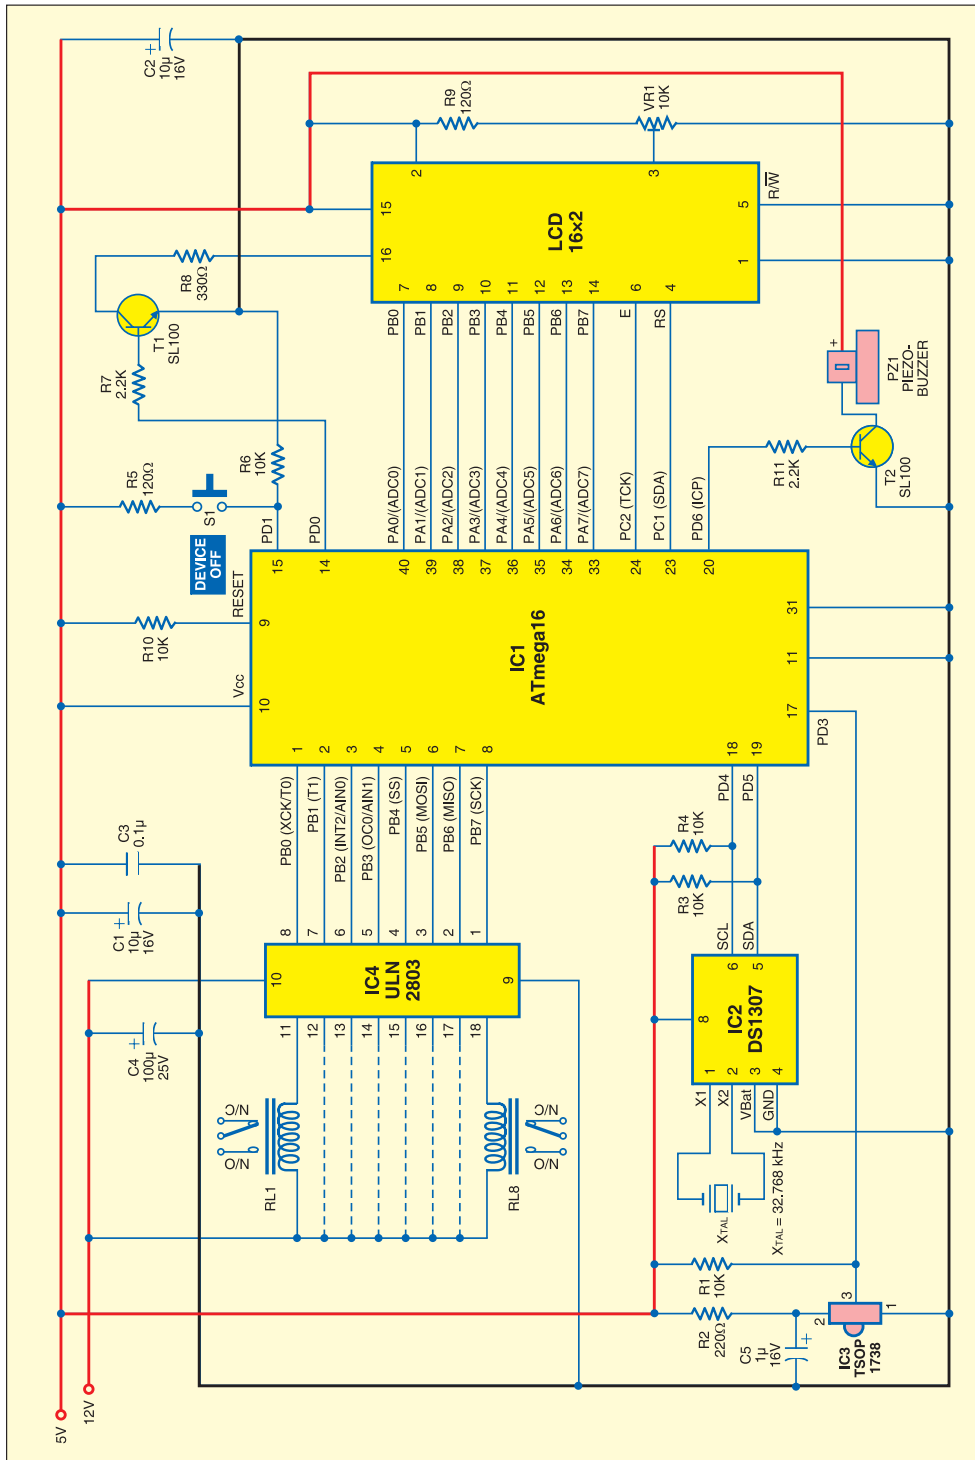 5V
12V
C4
100µ
25V
C1
10µ
16V
C3
0.1µ
R10
10K
R5
120Ω
S1
DEVICE
OFF
R6
10K
R7
2.2K
T1
SL100
R8
330Ω
C2
10µ
16V
R9
120Ω
VR1
10K
LCD
16×2
15
16
2
3
7
8
9
10
11
12
13
14
6
4
1
5
R/W
PB0
PB1
PB2
PB3
PB4
PB5
PB6
PB7
E
RS
PA0/(ADC0)
PA1/(ADC1)
PA2/(ADC2)
PA3/(ADC3)
PA4/(ADC4)
PA5/(ADC5)
PA6/(ADC6)
PA7/(ADC7)
PC2 (TCK)
PC1 (SDA)
PD6 (ICP)
PD1
PD0
RESET
Vcc
15
14
9
10
40
39
38
37
36
35
34
33
24
23
20
IC1
ATmega16
31
11
17
PD3
1
2
3
4
5
6
7
8
18
19
PD4
PD5
PB0 (XCK/T0)
PB1 (T1)
PB2 (INT2/AIN0)
PB3 (OC0/AIN1)
PB4 (SS)
PB5 (MOSI)
PB6 (MISO)
PB7 (SCK)
8
7
6
5
4
3
2
1
10
9
IC4
ULN
2803
11
12
13
14
15
16
17
18
N/C
N/O
RL1
N/C
N/O
RL8
R11
2.2K
T2
SL100
+
PZ1
PIEZO-
BUZZER
R4
10K
R3
10K
SCL
SDA
6
5
8
IC2
DS1307
1
2
3
4
X1
X2
VBat
GND
XTAL
XTAL = 32.768 kHz
R1
10K
R2
220Ω
C5
1µ
16V
3
2
1
IC3
TSOP
1738